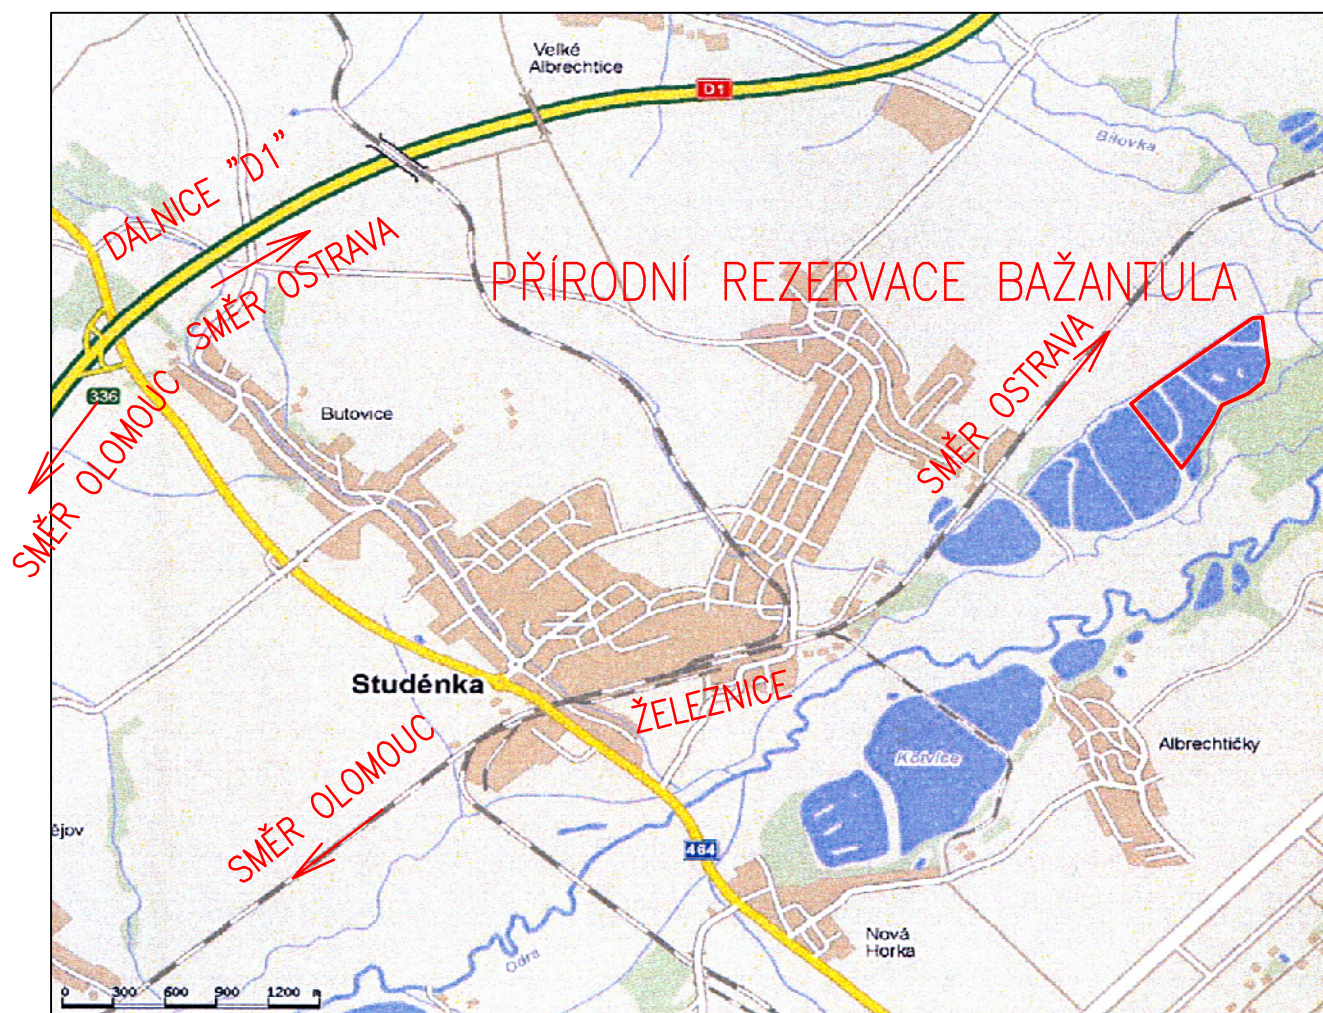 Velké
Albrechtice
D1
Bílovka
DÁLNICE "D1"
SMĚR OSTRAVA
PŘÍRODNÍ REZERVACE BAŽANTULA
336
SMĚR OLOMOUC
Butovice
SMĚR OSTRAVA
Studénka
ŽELEZNICE
SMĚR OLOMOUC
Albrechtičky
ějov
464
Nová
Horka
Odra
0 300 600 900 1200 m